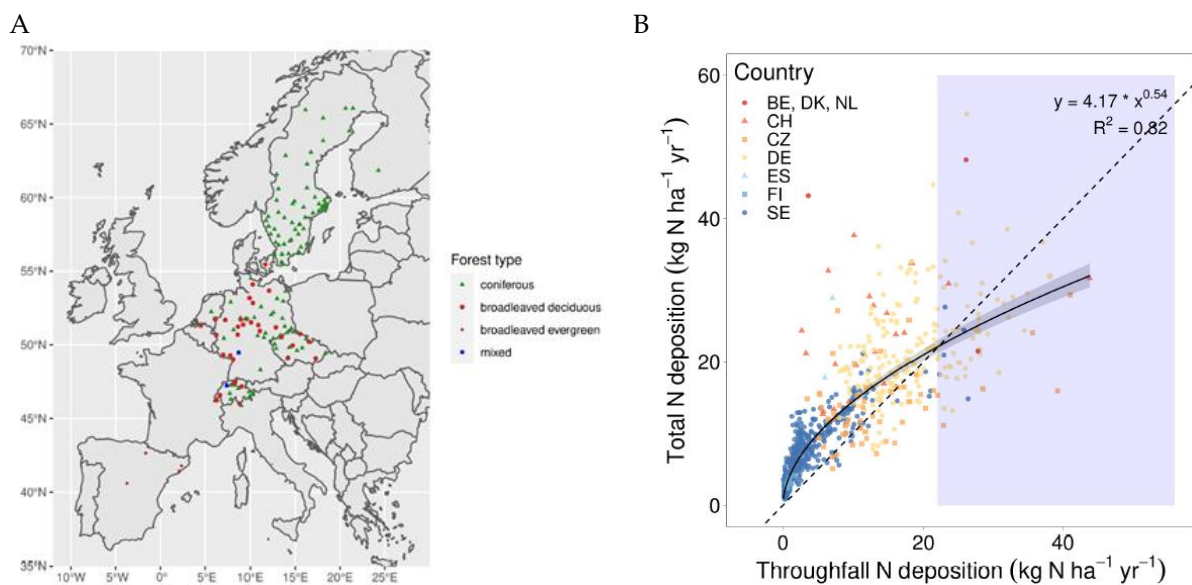 A
70°N
65°N
60°N
55°N
50°N
45°N
40°N
35°N
10°W 5°W 0°E 5°E 10°E 15°E 20°E 25°E
Forest type
coniferous
broadleaved deciduous
broadleaved evergreen
mixed
B
Total N deposition (kg N ha⁻¹ yr⁻¹)
60
40
20
0
Country
BE, DK, NL
CH
CZ
DE
ES
FI
SE
y = 4.17 * x^0.54
R² = 0.82
0 20 40
Throughfall N deposition (kg N ha⁻¹ yr⁻¹)